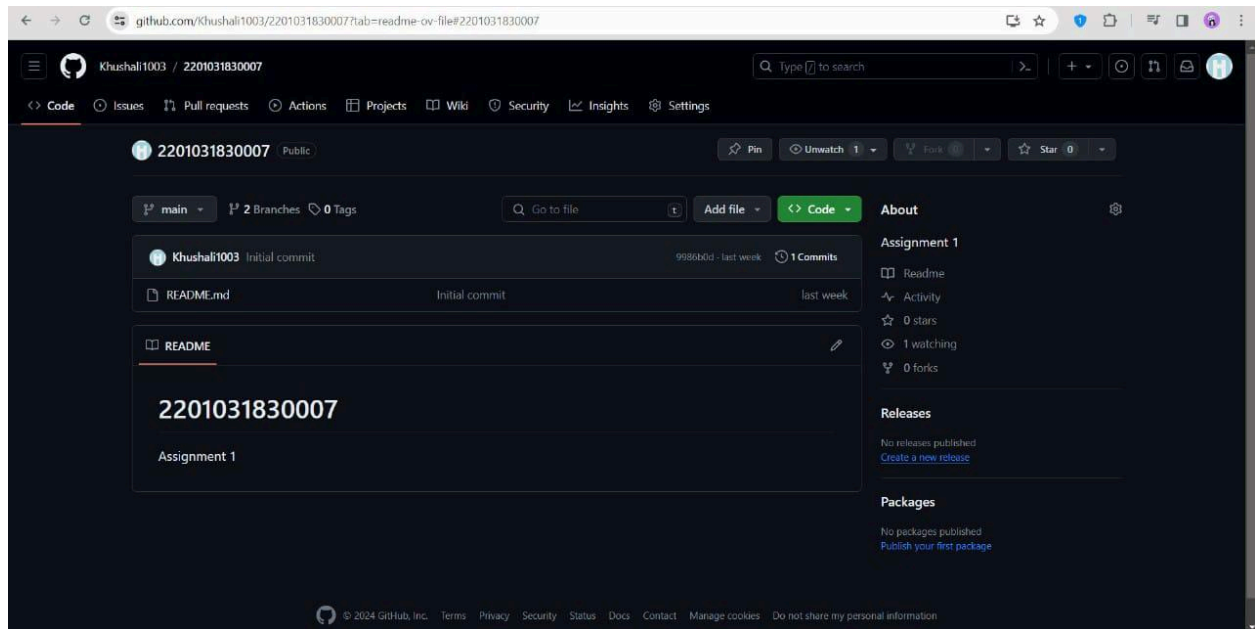 github.com/Khushali1003/2201031830007?tab=readme-ov-file#2201031830007
Khushali1003 / 2201031830007
Type / to search
Code Issues Pull requests Actions Projects Wiki Security Insights Settings
2201031830007 Public
Pin Unwatch 1 Fork 0 Star 0
main 2 Branches 0 Tags
Go to file t Add file Code
Khushali1003 Initial commit 9986b0d · last week 1 Commits
README.md Initial commit last week
README
2201031830007
Assignment 1
About
Assignment 1
Readme
Activity
0 stars
1 watching
0 forks
Releases
No releases published
Create a new release
Packages
No packages published
Publish your first package
© 2024 GitHub, Inc. Terms Privacy Security Status Docs Contact Manage cookies Do not share my personal information